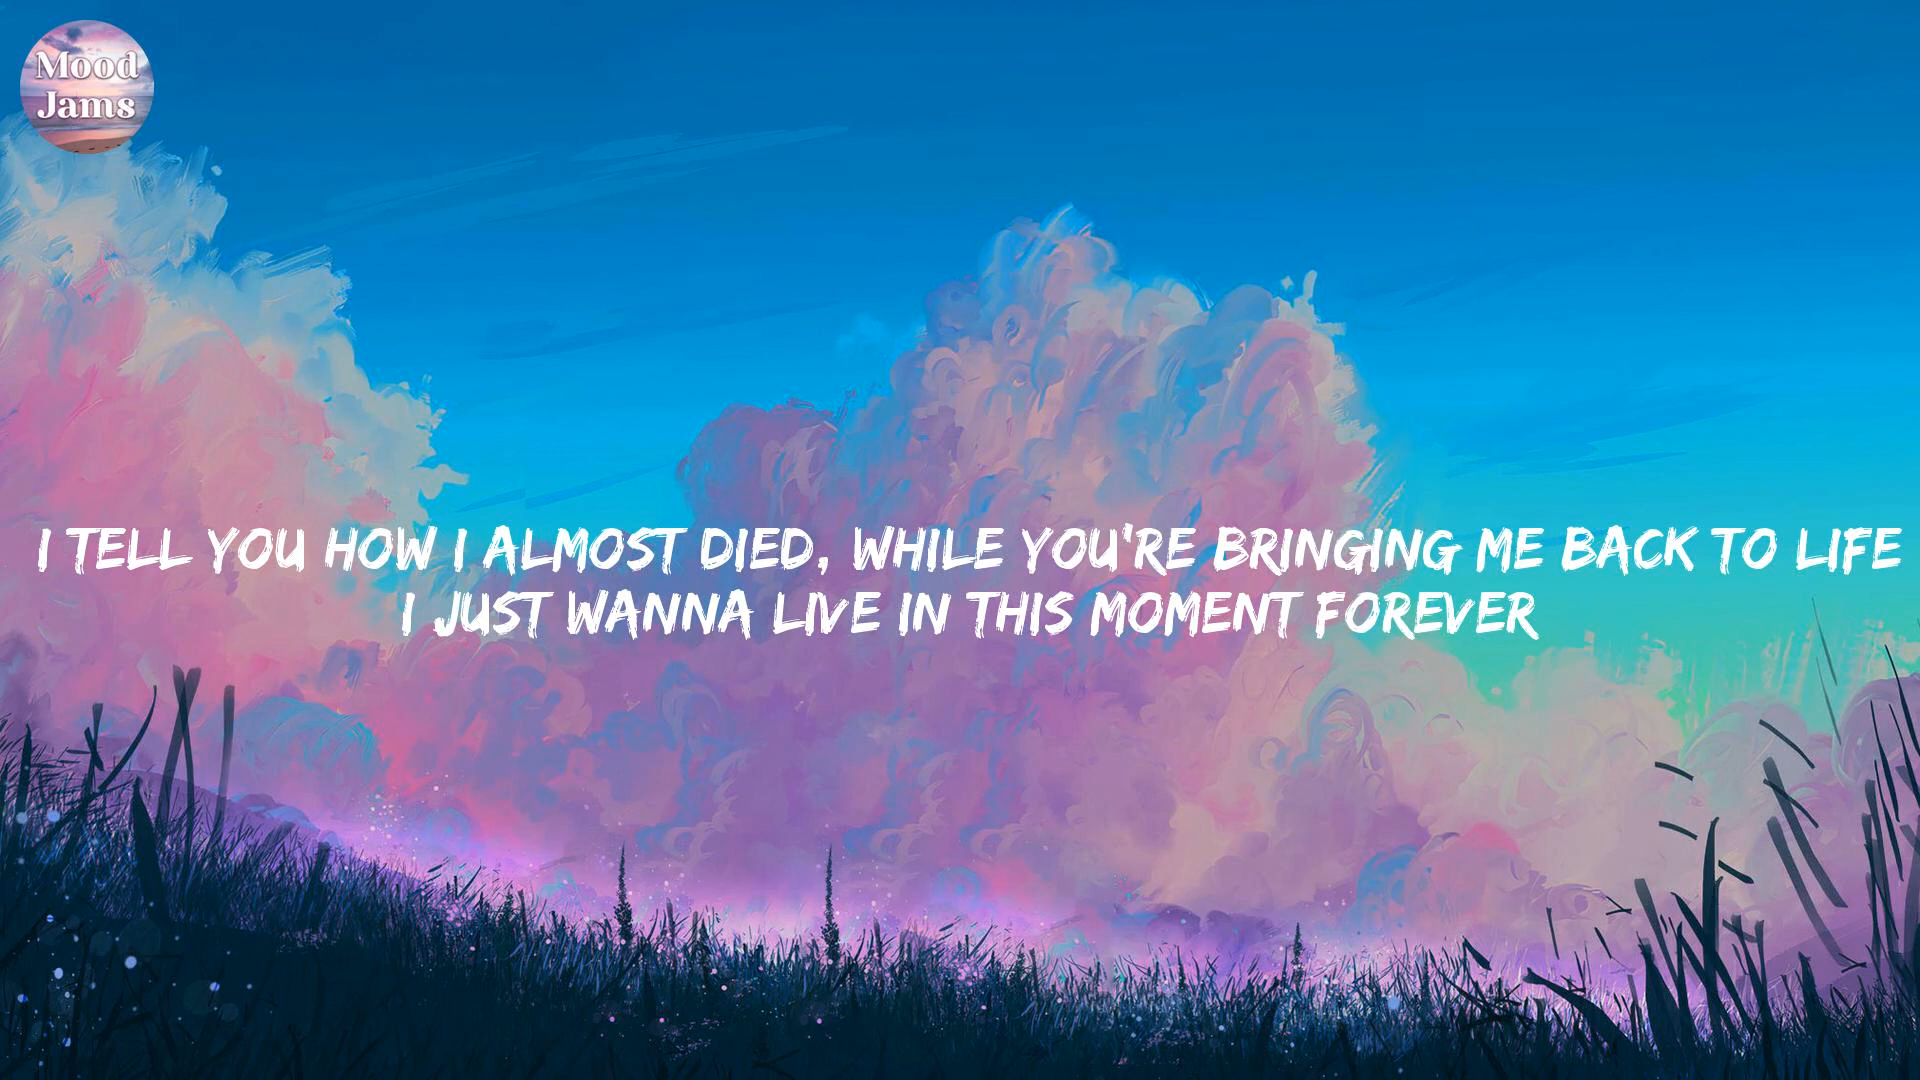 Mood
Jams
I TELL YOU HOW I ALMOST DIED, WHILE YOU'RE BRINGING ME BACK TO LIFE
I JUST WANNA LIVE IN THIS MOMENT FOREVER